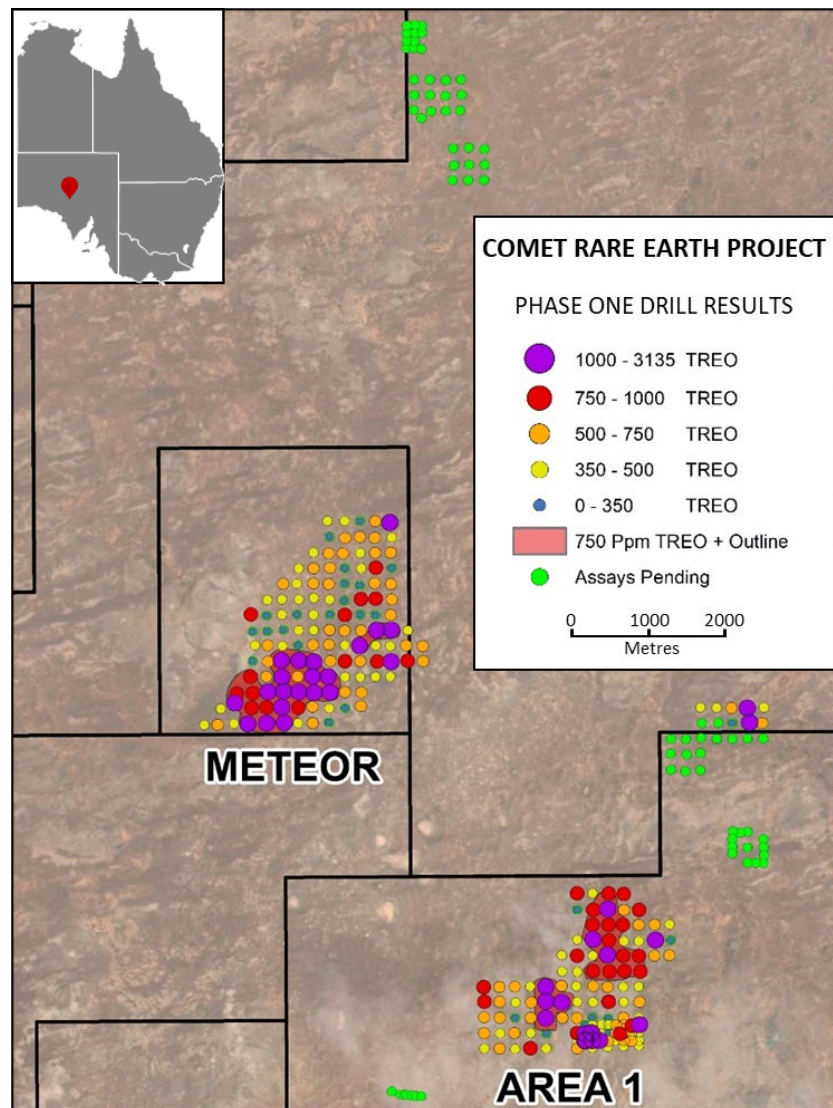 COMET RARE EARTH PROJECT
PHASE ONE DRILL RESULTS
1000 - 3135 TREO
750 - 1000 TREO
500 - 750 TREO
350 - 500 TREO
0 - 350 TREO
750 Ppm TREO + Outline
Assays Pending
0 1000 2000
Metres
METEOR
AREA 1